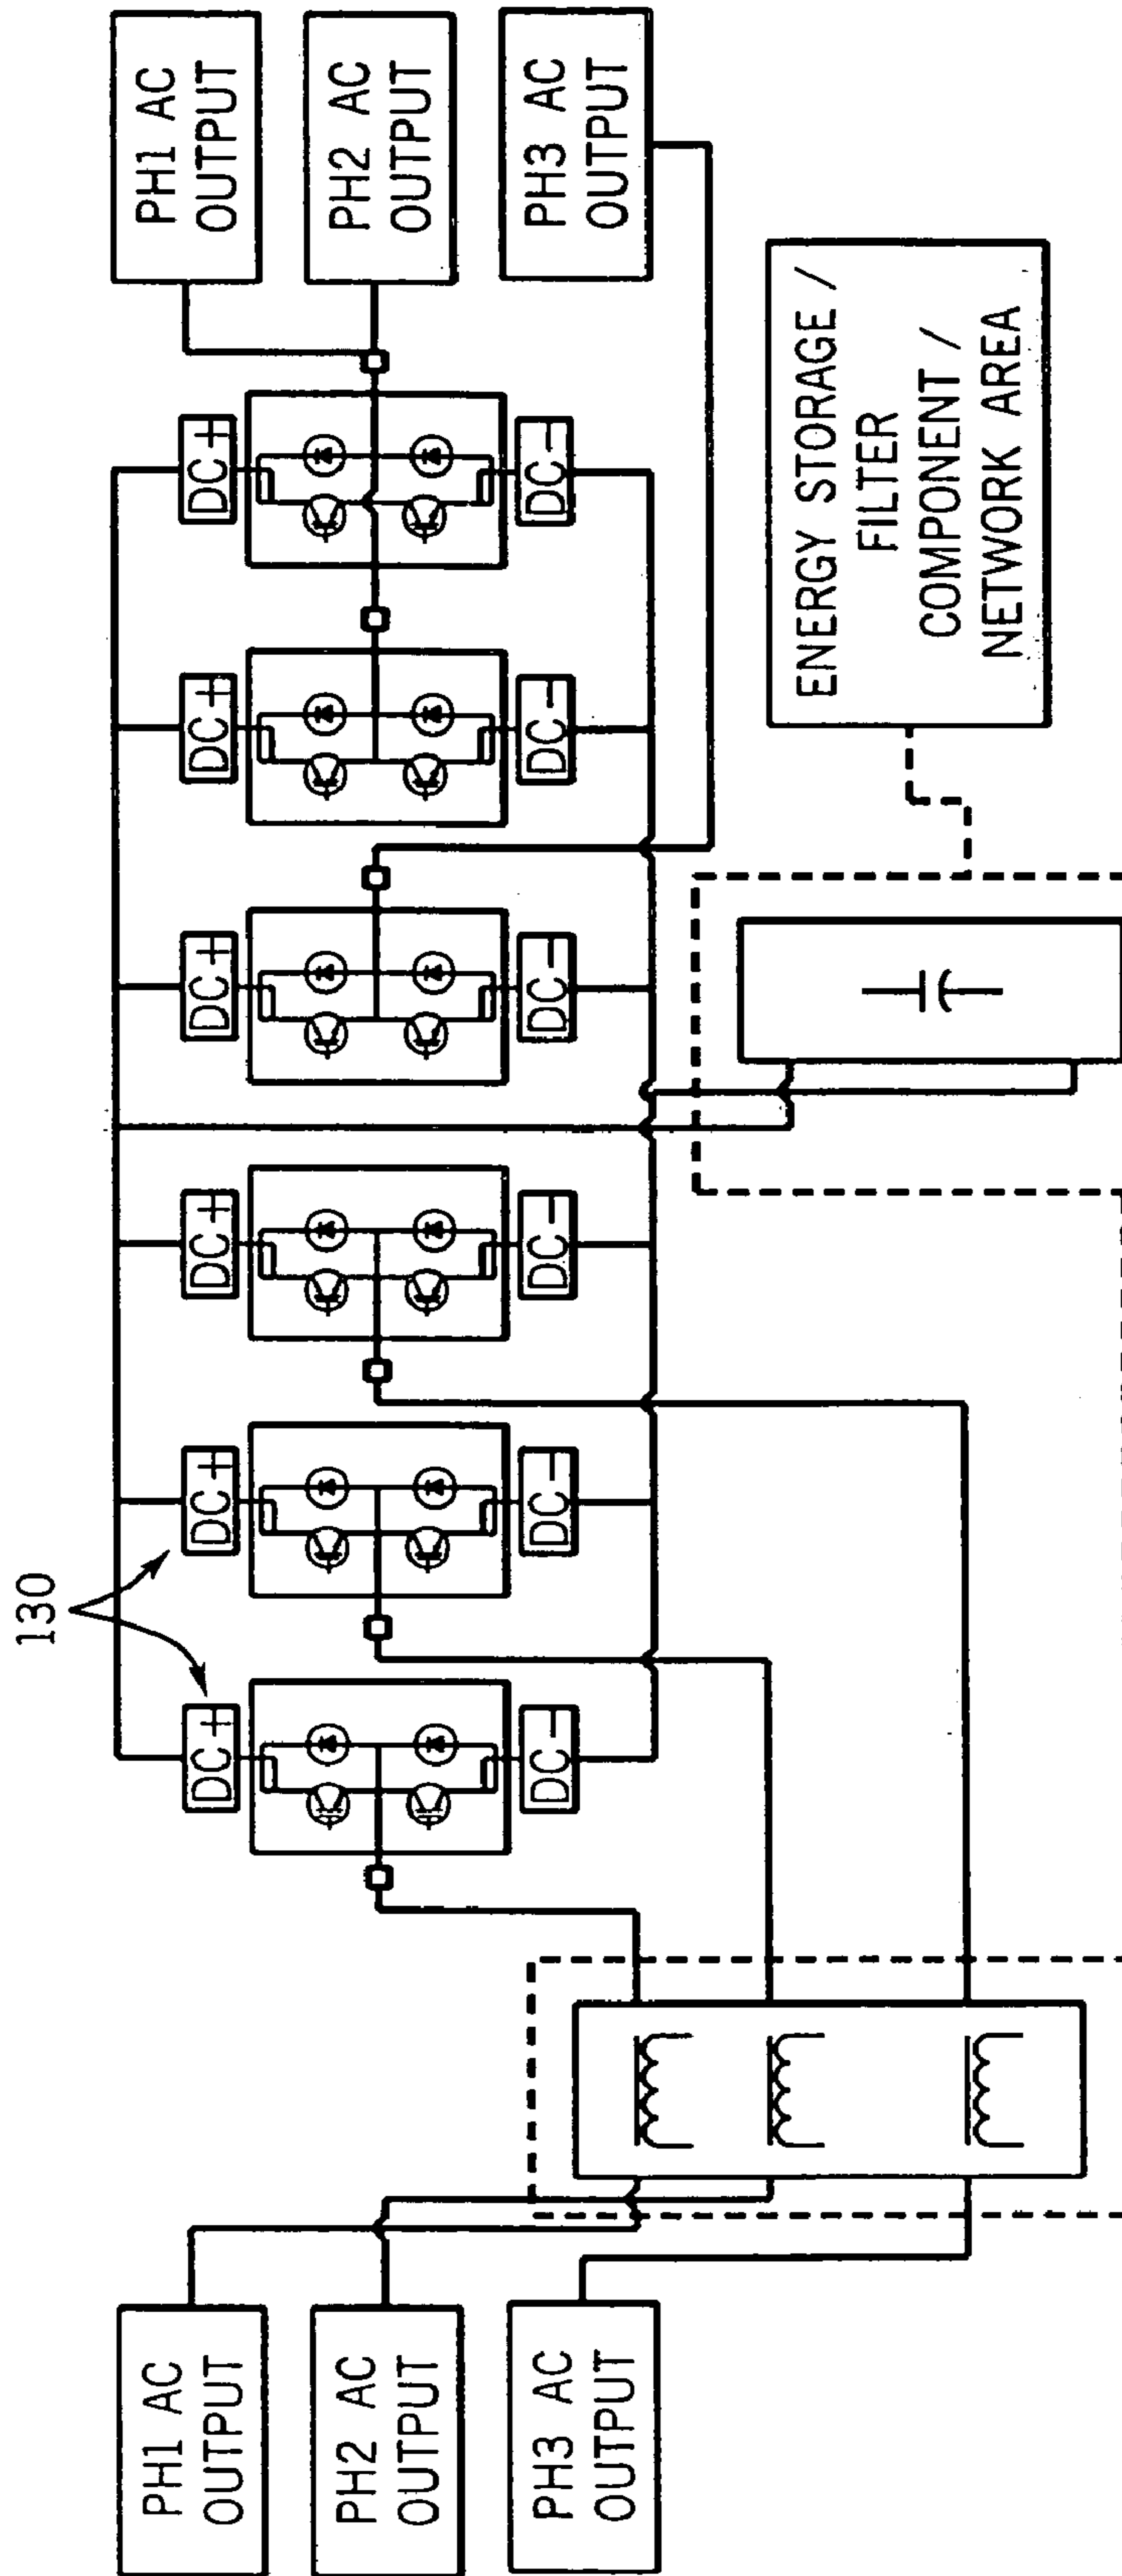 130
PH1 AC
OUTPUT
PH2 AC
OUTPUT
PH3 AC
OUTPUT
DC+
DC+
DC+
DC+
DC+
DC+
DC−
DC−
DC−
DC−
DC−
DC−
PH1 AC
OUTPUT
PH2 AC
OUTPUT
PH3 AC
OUTPUT
ENERGY STORAGE /
FILTER
COMPONENT /
NETWORK AREA